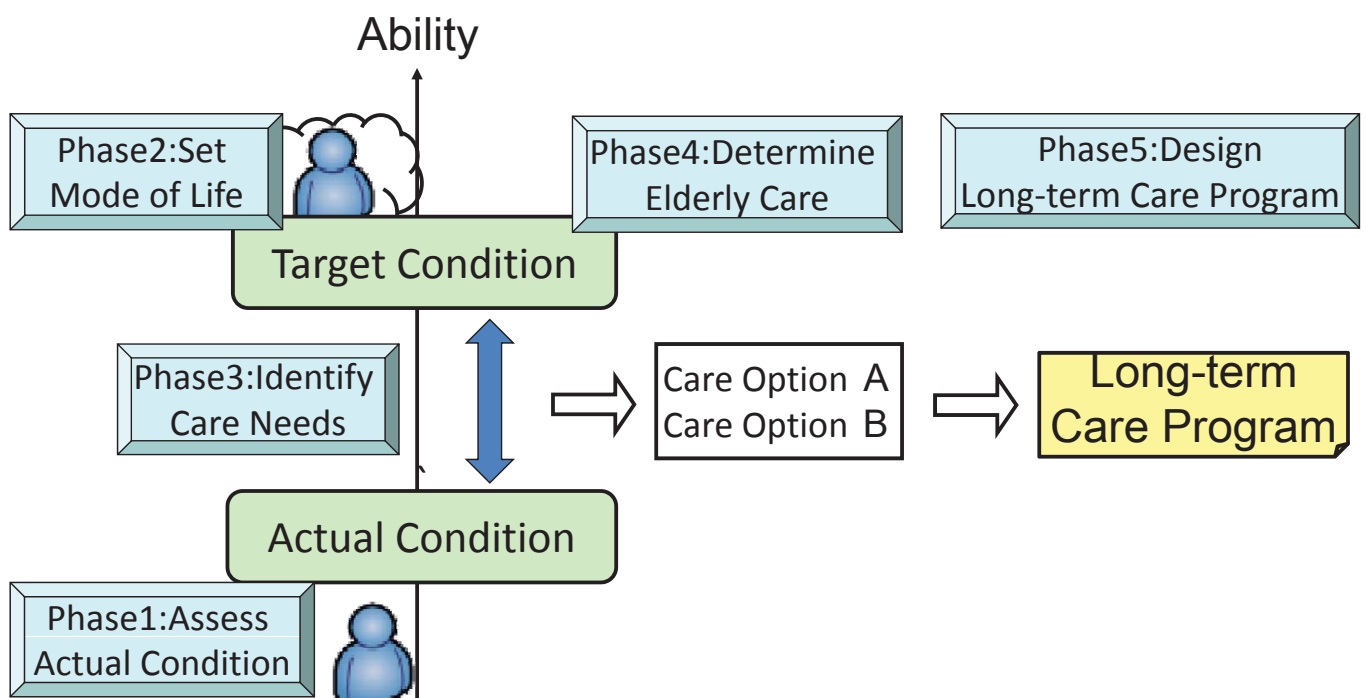 Ability
Phase2:Set
Mode of Life
Phase4:Determine
Elderly Care
Phase5:Design
Long-term Care Program
Target Condition
Phase3:Identify
Care Needs
Care Option A
Care Option B
Long-term
Care Program
Actual Condition
Phase1:Assess
Actual Condition